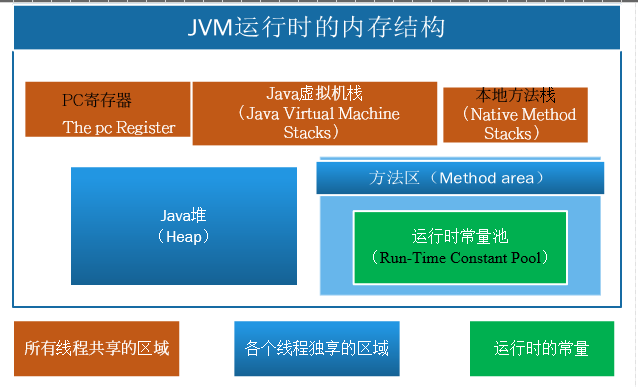 JVM运行时的内存结构
PC寄存器
The pc Register
Java虚拟机栈
（Java Virtual Machine
Stacks）
本地方法栈
（Native Method
Stacks）
Java堆
（Heap）
方法区（Method area）
运行时常量池
（Run-Time Constant Pool）
所有线程共享的区域
各个线程独享的区域
运行时的常量